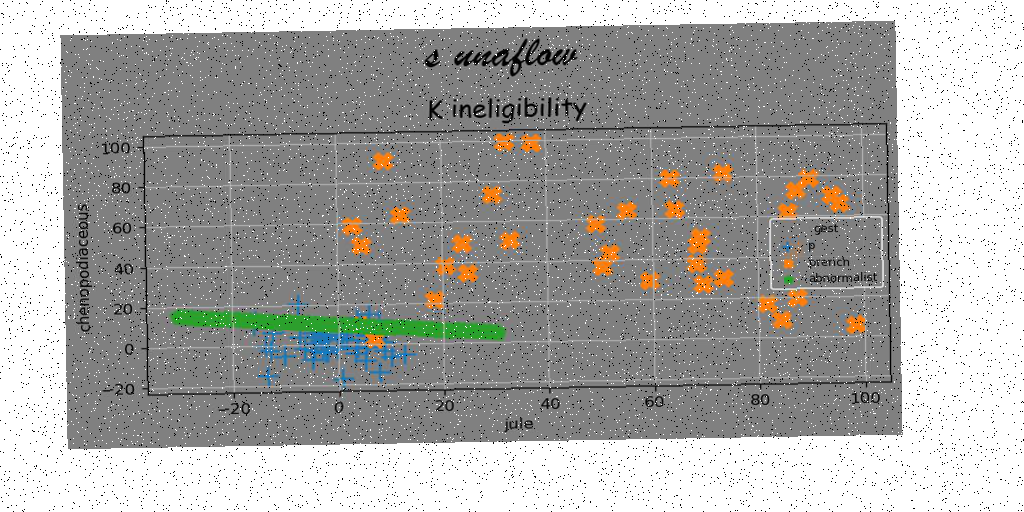 s unaflow
K ineligibility
100
80
60
40
20
0
−20
chenopodiaceous
−20
0
20
40
60
80
100
jule
gest
p
brench
abnormalist